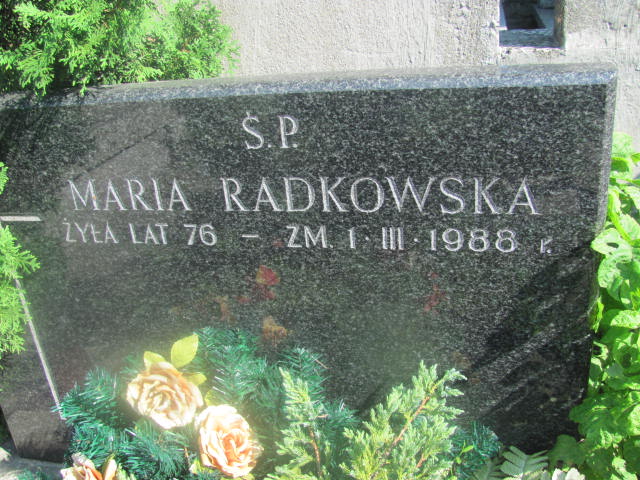 Ś.P.
MARIA RADKOWSKA
ŻYŁA LAT 76 - ZM. 1 · III · 1988 r.